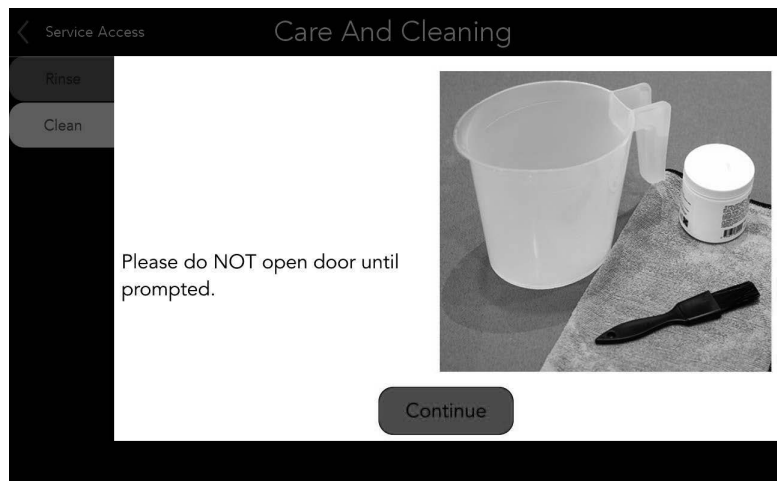 Service Access
Care And Cleaning
Rinse
Clean
Please do NOT open door until
prompted.
Continue